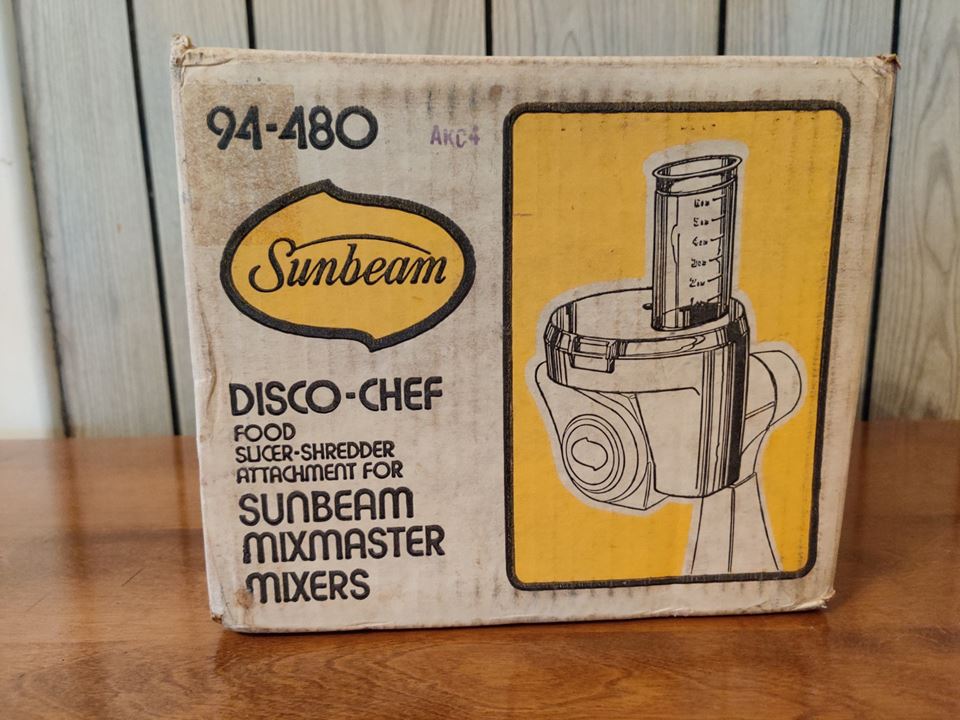 94-480
AKC4
Sunbeam
DISCO-CHEF
FOOD
SLICER-SHREDDER
ATTACHMENT FOR
SUNBEAM
MIXMASTER
MIXERS